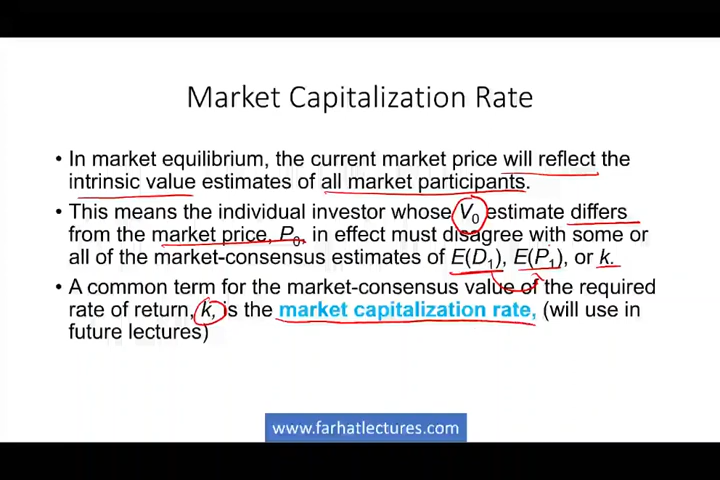 Market Capitalization Rate
• In market equilibrium, the current market price will reflect the
intrinsic value estimates of all market participants.
• This means the individual investor whose V0 estimate differs
from the market price, P0, in effect must disagree with some or
all of the market-consensus estimates of E(D1), E(P1), or k.
• A common term for the market-consensus value of the required
rate of return, k, is the market capitalization rate, (will use in
future lectures)
www.farhatlectures.com